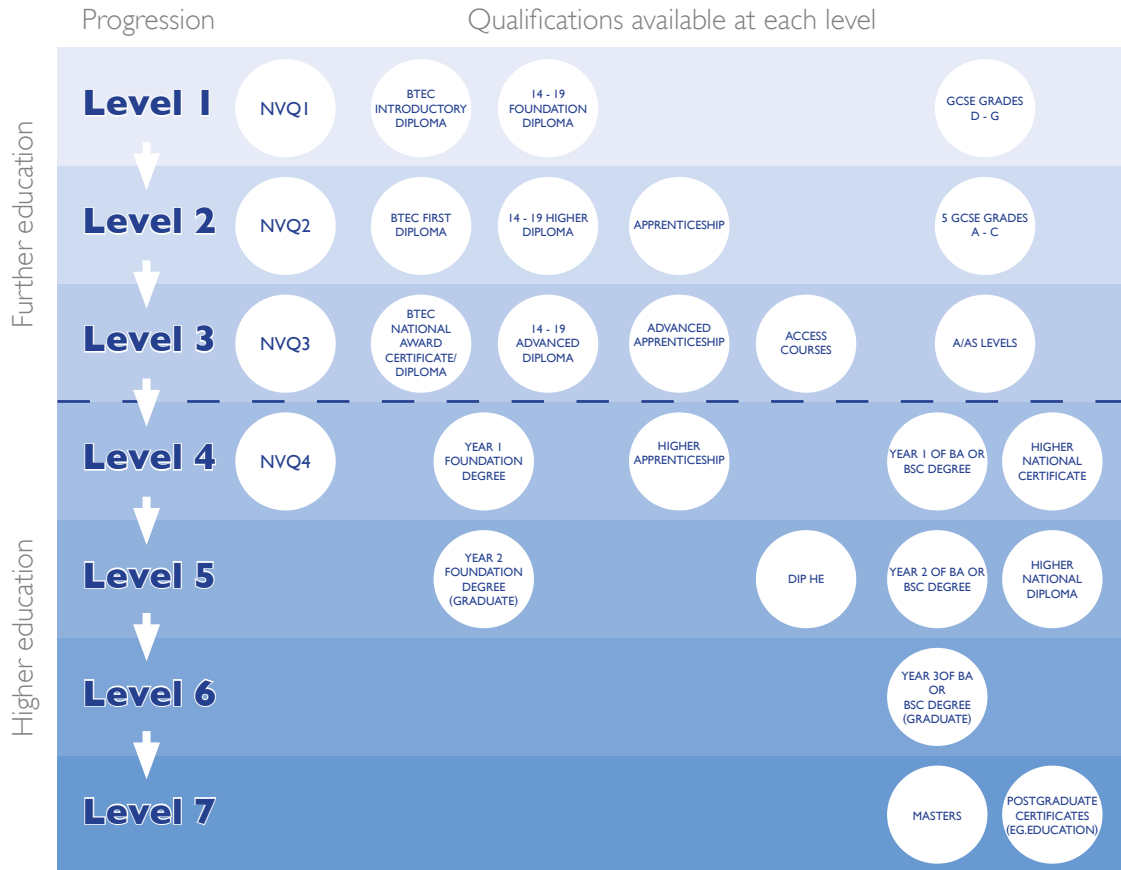 Progression
Qualifications available at each level
Further education
Level 1
NVQ1
BTEC
INTRODUCTORY
DIPLOMA
14 - 19
FOUNDATION
DIPLOMA
GCSE GRADES
D - G
Level 2
NVQ2
BTEC FIRST
DIPLOMA
14 - 19 HIGHER
DIPLOMA
APPRENTICESHIP
5 GCSE GRADES
A - C
Level 3
NVQ3
BTEC
NATIONAL
AWARD
CERTIFICATE/
DIPLOMA
14 - 19
ADVANCED
DIPLOMA
ADVANCED
APPRENTICESHIP
ACCESS
COURSES
A/AS LEVELS
Higher education
Level 4
NVQ4
YEAR 1
FOUNDATION
DEGREE
HIGHER
APPRENTICESHIP
YEAR 1 OF BA OR
BSC DEGREE
HIGHER
NATIONAL
CERTIFICATE
Level 5
YEAR 2
FOUNDATION
DEGREE
(GRADUATE)
DIP HE
YEAR 2 OF BA OR
BSC DEGREE
HIGHER
NATIONAL
DIPLOMA
Level 6
YEAR 3OF BA
OR
BSC DEGREE
(GRADUATE)
Level 7
MASTERS
POSTGRADUATE
CERTIFICATES
(EG.EDUCATION)